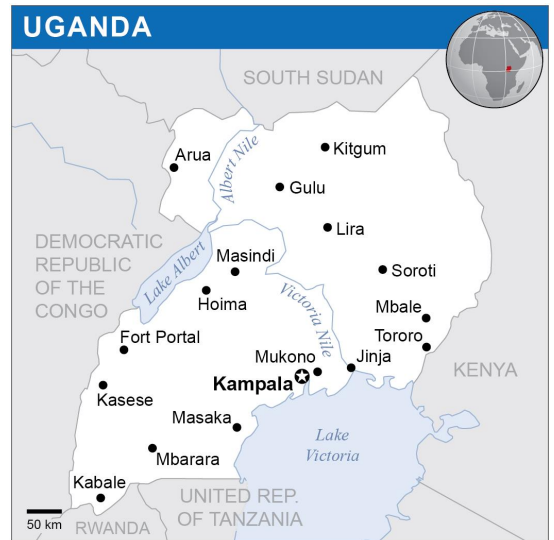 UGANDA
SOUTH SUDAN
Arua
Albert Nile
Kitgum
Gulu
Lira
DEMOCRATIC
REPUBLIC
OF THE
CONGO
Lake Albert
Masindi
Soroti
Hoima
Victoria Nile
Mbale
Fort Portal
Tororo
Mukono
Jinja
KENYA
Kampala
Kasese
Masaka
Lake
Victoria
Mbarara
Kabale
UNITED REP.
OF TANZANIA
50 km
RWANDA